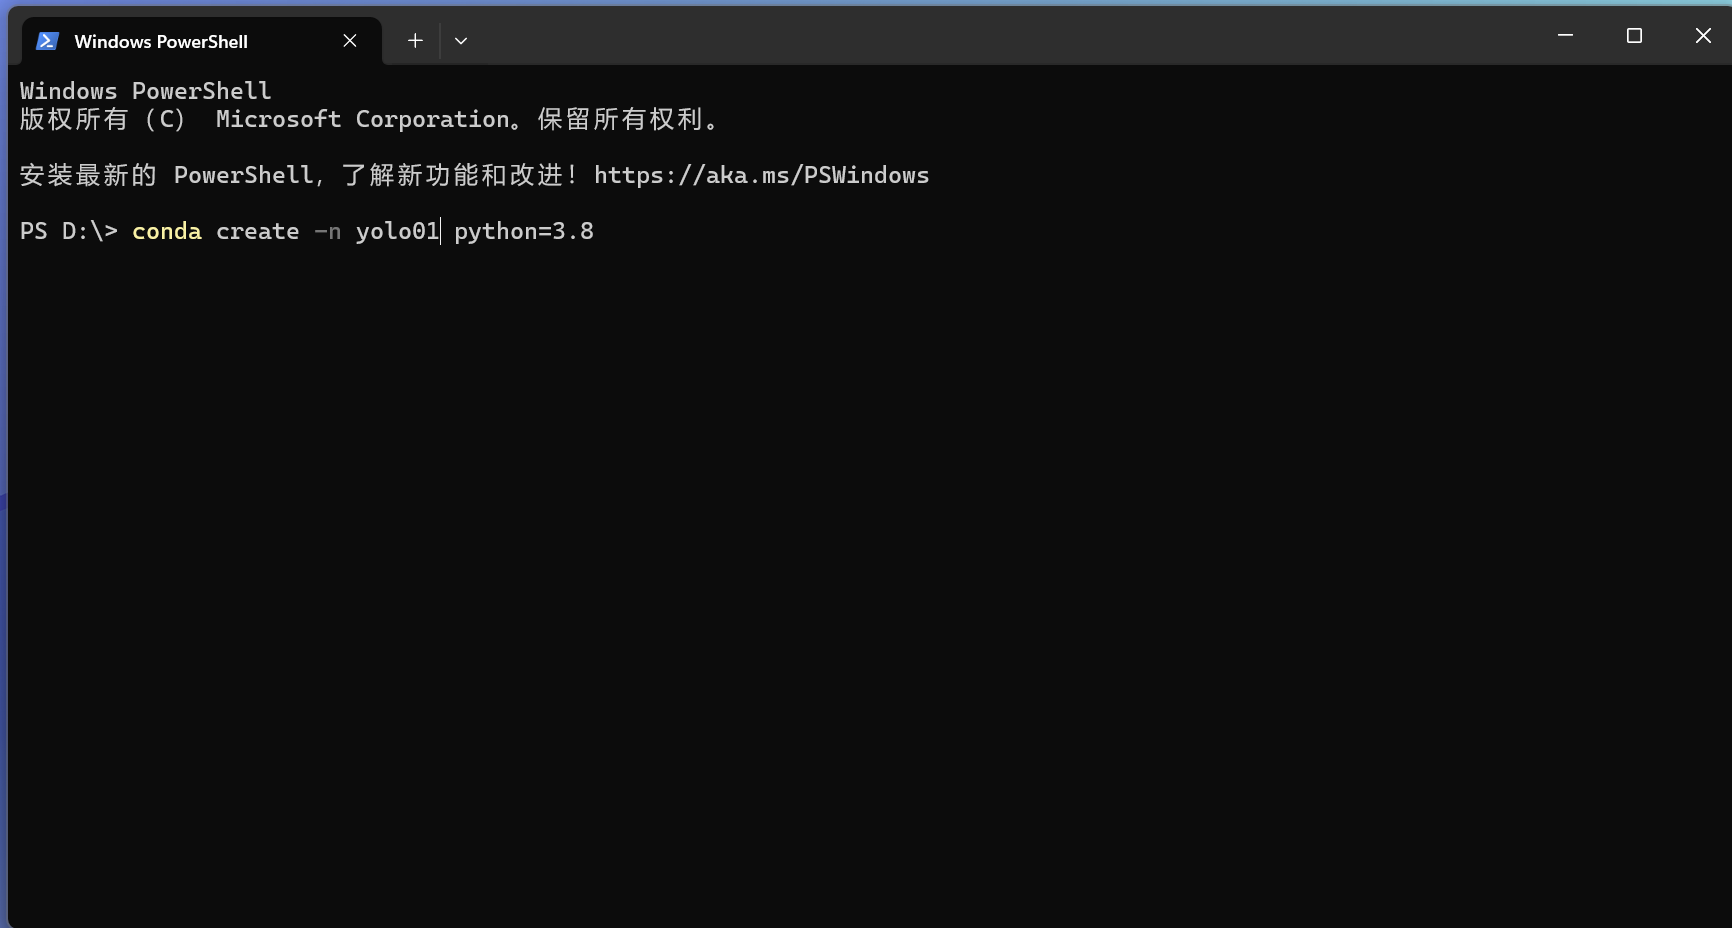 Windows PowerShell
Windows PowerShell
版权所有（C） Microsoft Corporation。保留所有权利。
安装最新的 PowerShell，了解新功能和改进！https://aka.ms/PSWindows
PS D:\> conda create -n yolo01 python=3.8